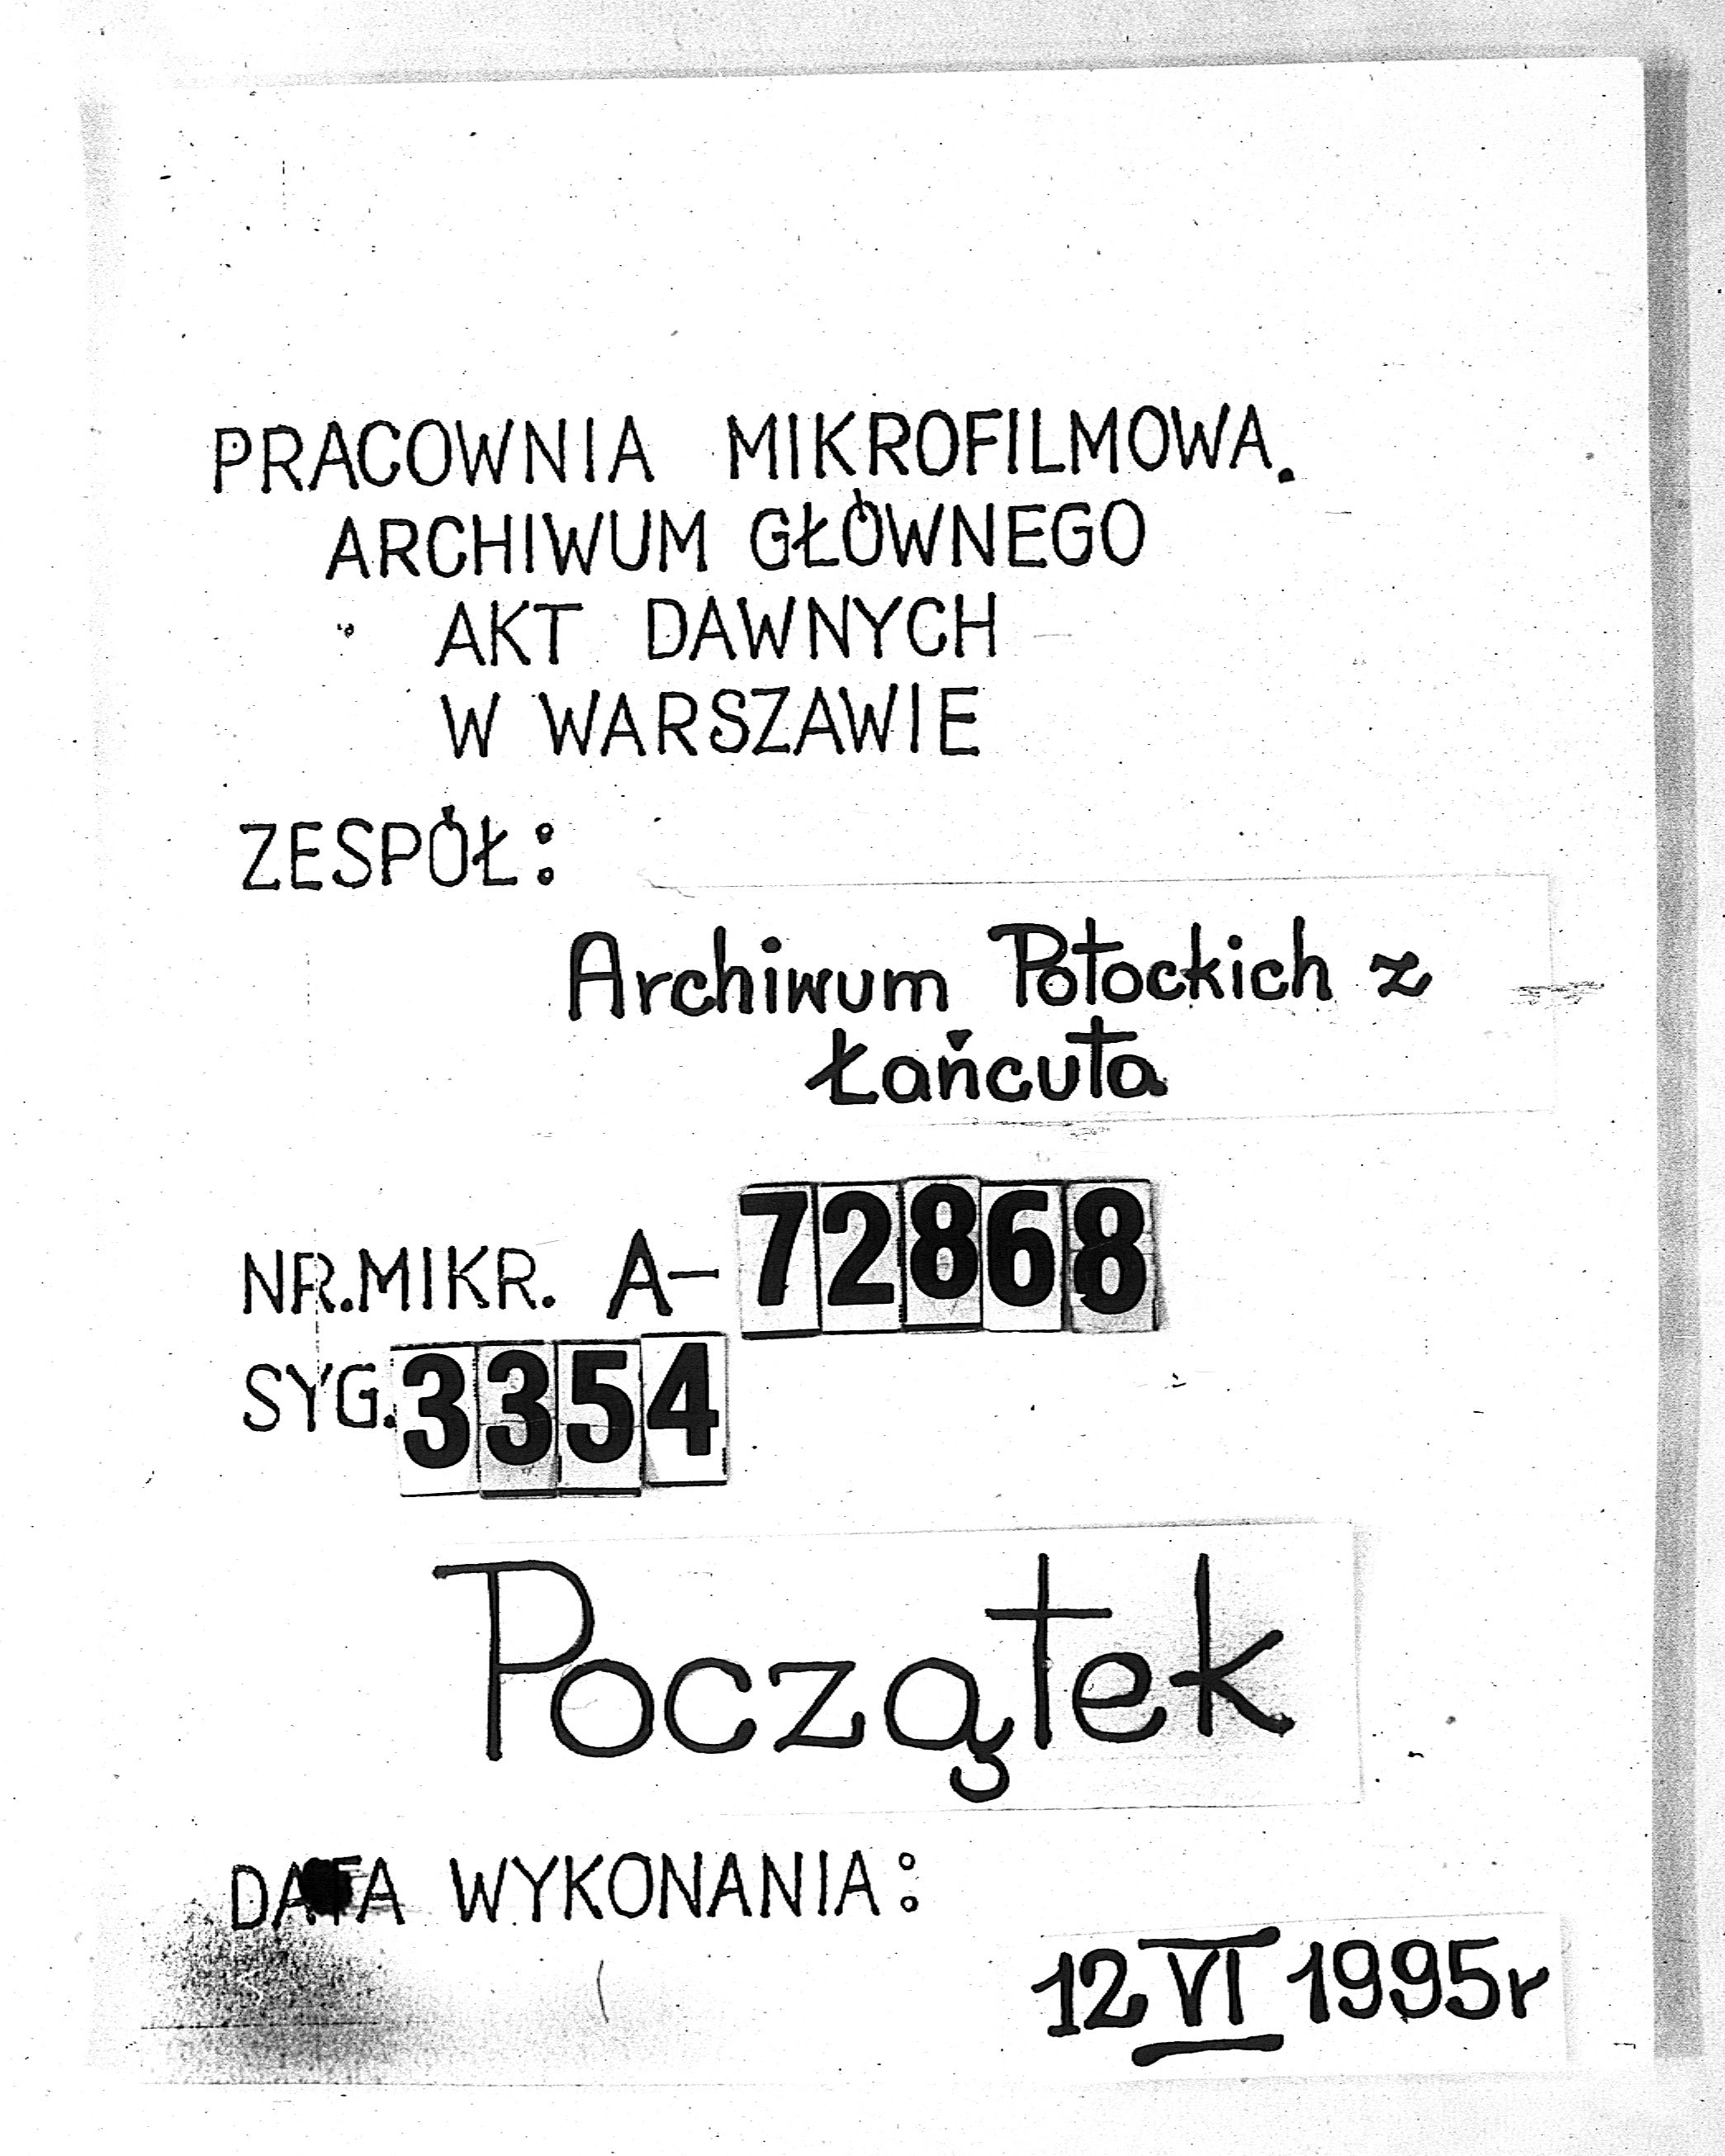 PRACOWNIA MIKROFILMOWA.
ARCHIWUM GŁÓWNEGO
AKT DAWNYCH
W WARSZAWIE
ZESPÓŁ:
Archiwum Potockich z
Łańcuta
NR.MIKR. A-72868
SYG. 3354
Początek
DATA WYKONANIA:
12 VI 1995r